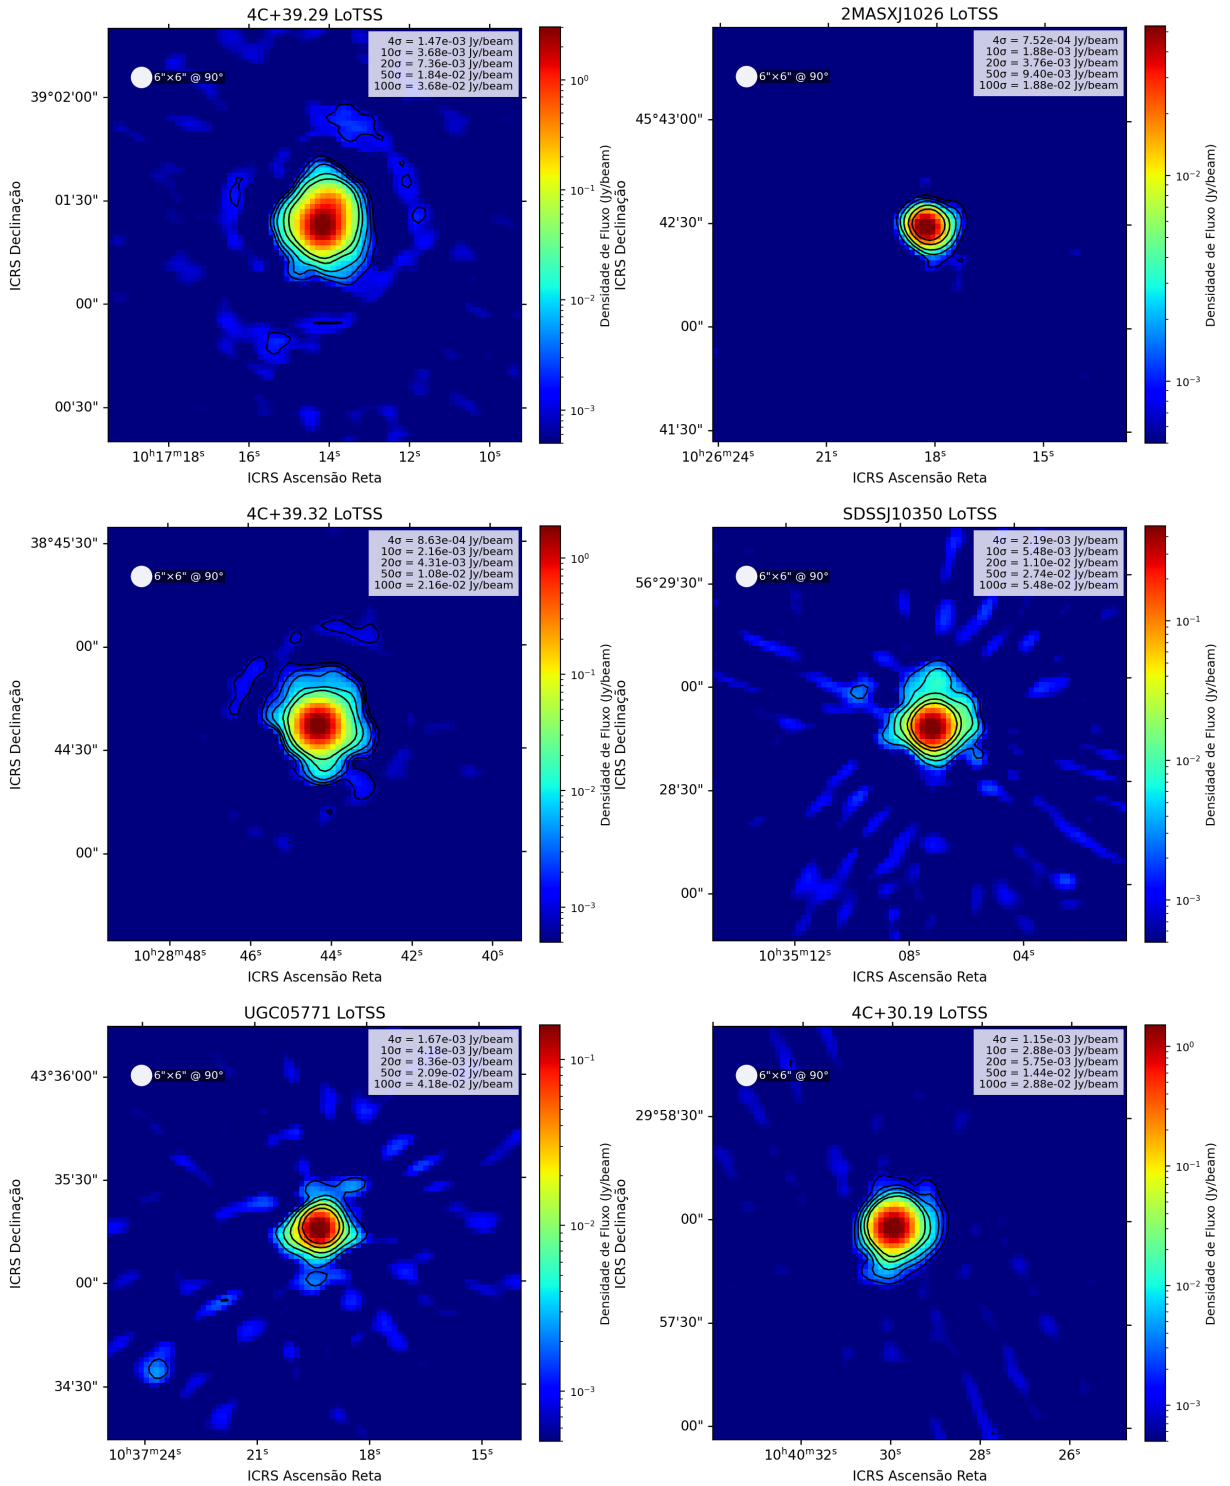 4C+39.29 LoTSS
4σ = 1.47e-03 Jy/beam
10σ = 3.68e-03 Jy/beam
20σ = 7.36e-03 Jy/beam
50σ = 1.84e-02 Jy/beam
100σ = 3.68e-02 Jy/beam
6"×6" @ 90°
39°02'00"
01'30"
00"
00'30"
ICRS Declinação
10ʰ17ᵐ18ˢ
16ˢ
14ˢ
12ˢ
10ˢ
ICRS Ascensão Reta
10⁰
10⁻¹
10⁻²
10⁻³
Densidade de Fluxo (Jy/beam)
2MASXJ1026 LoTSS
4σ = 7.52e-04 Jy/beam
10σ = 1.88e-03 Jy/beam
20σ = 3.76e-03 Jy/beam
50σ = 9.40e-03 Jy/beam
100σ = 1.88e-02 Jy/beam
6"×6" @ 90°
45°43'00"
42'30"
00"
41'30"
ICRS Declinação
10ʰ26ᵐ24ˢ
21ˢ
18ˢ
15ˢ
ICRS Ascensão Reta
10⁻²
10⁻³
Densidade de Fluxo (Jy/beam)
4C+39.32 LoTSS
4σ = 8.63e-04 Jy/beam
10σ = 2.16e-03 Jy/beam
20σ = 4.31e-03 Jy/beam
50σ = 1.08e-02 Jy/beam
100σ = 2.16e-02 Jy/beam
6"×6" @ 90°
38°45'30"
00"
44'30"
00"
ICRS Declinação
10ʰ28ᵐ48ˢ
46ˢ
44ˢ
42ˢ
40ˢ
ICRS Ascensão Reta
10⁰
10⁻¹
10⁻²
10⁻³
Densidade de Fluxo (Jy/beam)
SDSSJ10350 LoTSS
4σ = 2.19e-03 Jy/beam
10σ = 5.48e-03 Jy/beam
20σ = 1.10e-02 Jy/beam
50σ = 2.74e-02 Jy/beam
100σ = 5.48e-02 Jy/beam
6"×6" @ 90°
56°29'30"
00"
28'30"
00"
ICRS Declinação
10ʰ35ᵐ12ˢ
08ˢ
04ˢ
ICRS Ascensão Reta
10⁻¹
10⁻²
10⁻³
Densidade de Fluxo (Jy/beam)
UGC05771 LoTSS
4σ = 1.67e-03 Jy/beam
10σ = 4.18e-03 Jy/beam
20σ = 8.36e-03 Jy/beam
50σ = 2.09e-02 Jy/beam
100σ = 4.18e-02 Jy/beam
6"×6" @ 90°
43°36'00"
35'30"
00"
34'30"
ICRS Declinação
10ʰ37ᵐ24ˢ
21ˢ
18ˢ
15ˢ
ICRS Ascensão Reta
10⁻¹
10⁻²
10⁻³
Densidade de Fluxo (Jy/beam)
4C+30.19 LoTSS
4σ = 1.15e-03 Jy/beam
10σ = 2.88e-03 Jy/beam
20σ = 5.75e-03 Jy/beam
50σ = 1.44e-02 Jy/beam
100σ = 2.88e-02 Jy/beam
6"×6" @ 90°
29°58'30"
00"
57'30"
00"
ICRS Declinação
10ʰ40ᵐ32ˢ
30ˢ
28ˢ
26ˢ
ICRS Ascensão Reta
10⁰
10⁻¹
10⁻²
10⁻³
Densidade de Fluxo (Jy/beam)